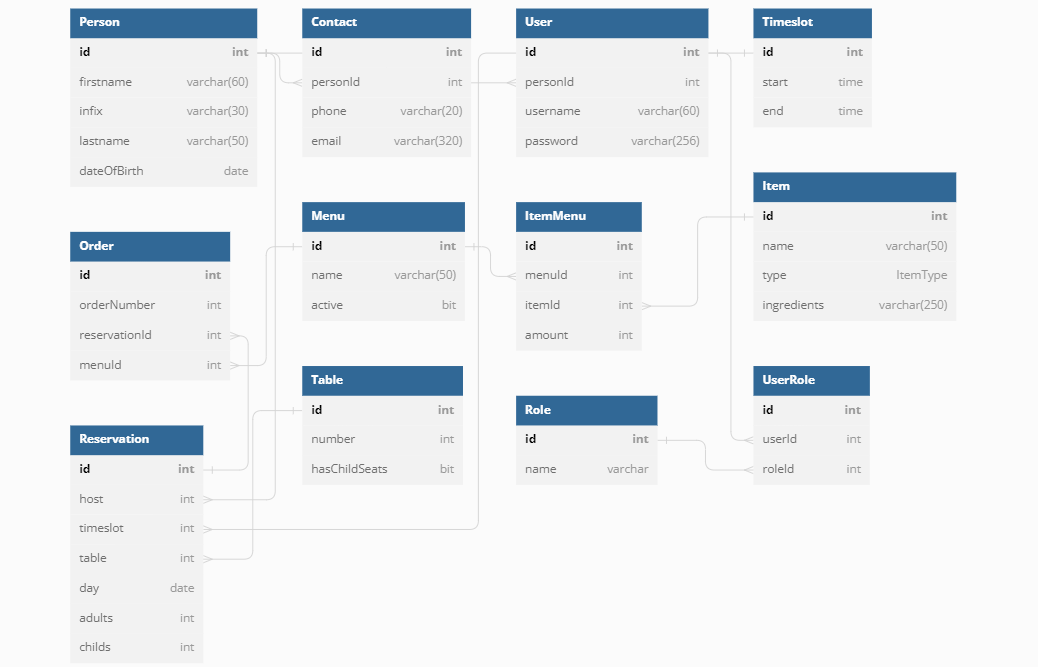 Person
id int
firstname varchar(60)
infix varchar(30)
lastname varchar(50)
dateOfBirth date
Contact
id int
personId int
phone varchar(20)
email varchar(320)
User
id int
personId int
username varchar(60)
password varchar(256)
Timeslot
id int
start time
end time
Item
id int
name varchar(50)
type ItemType
ingredients varchar(250)
Menu
id int
name varchar(50)
active bit
ItemMenu
id int
menuId int
itemId int
amount int
Order
id int
orderNumber int
reservationId int
menuId int
Table
id int
number int
hasChildSeats bit
Role
id int
name varchar
UserRole
id int
userId int
roleId int
Reservation
id int
host int
timeslot int
table int
day date
adults int
childs int